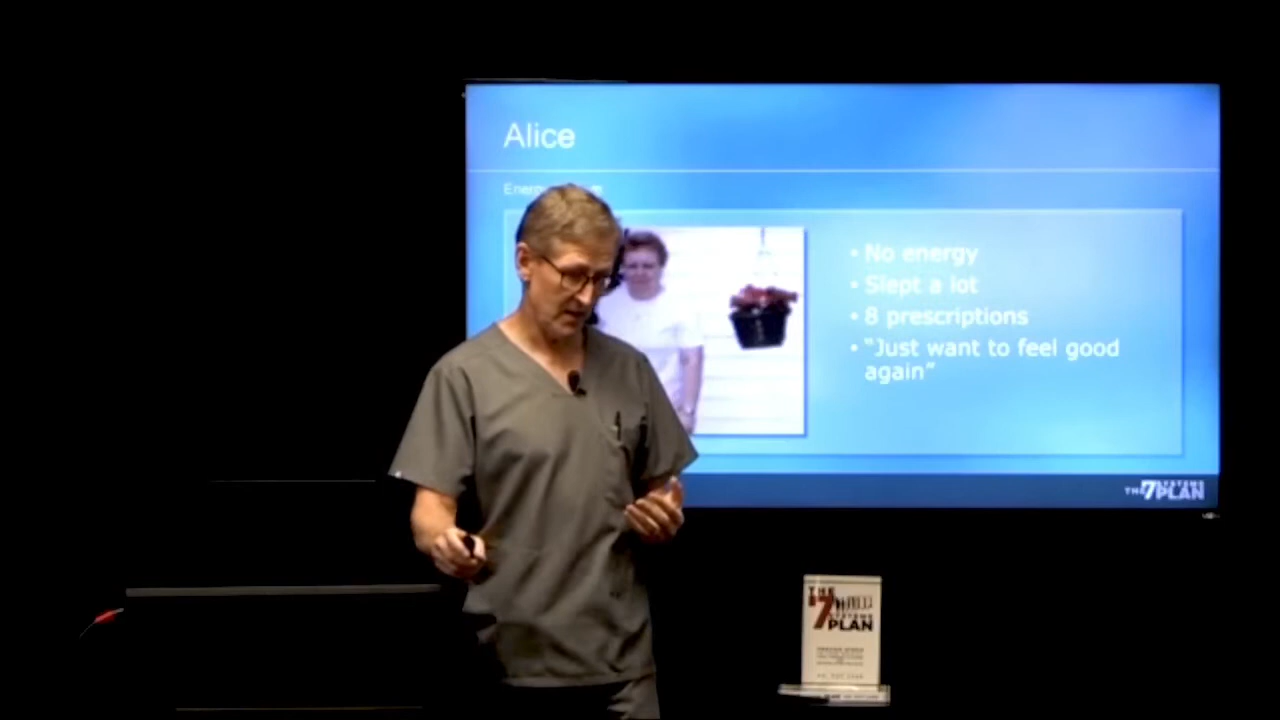 Alice
• No energy
• Slept a lot
• 8 prescriptions
• “Just want to feel good
again”
THE 7 SYSTEMS
PLAN
THE
7
SYSTEMS
PLAN